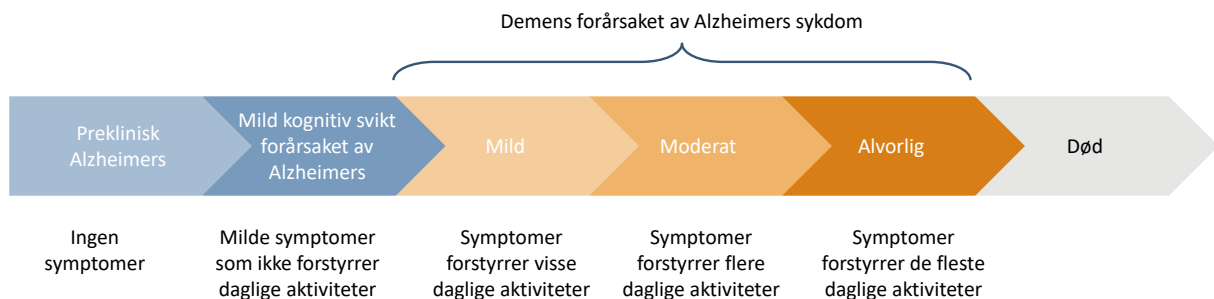 Demens forårsaket av Alzheimers sykdom
Preklinisk
Alzheimers
Mild kognitiv svikt
forårsaket av
Alzheimers
Mild
Moderat
Alvorlig
Død
Ingen
symptomer
Milde symptomer
som ikke forstyrrer
daglige aktiviteter
Symptomer
forstyrrer visse
daglige aktiviteter
Symptomer
forstyrrer flere
daglige aktiviteter
Symptomer
forstyrrer de fleste
daglige aktiviteter